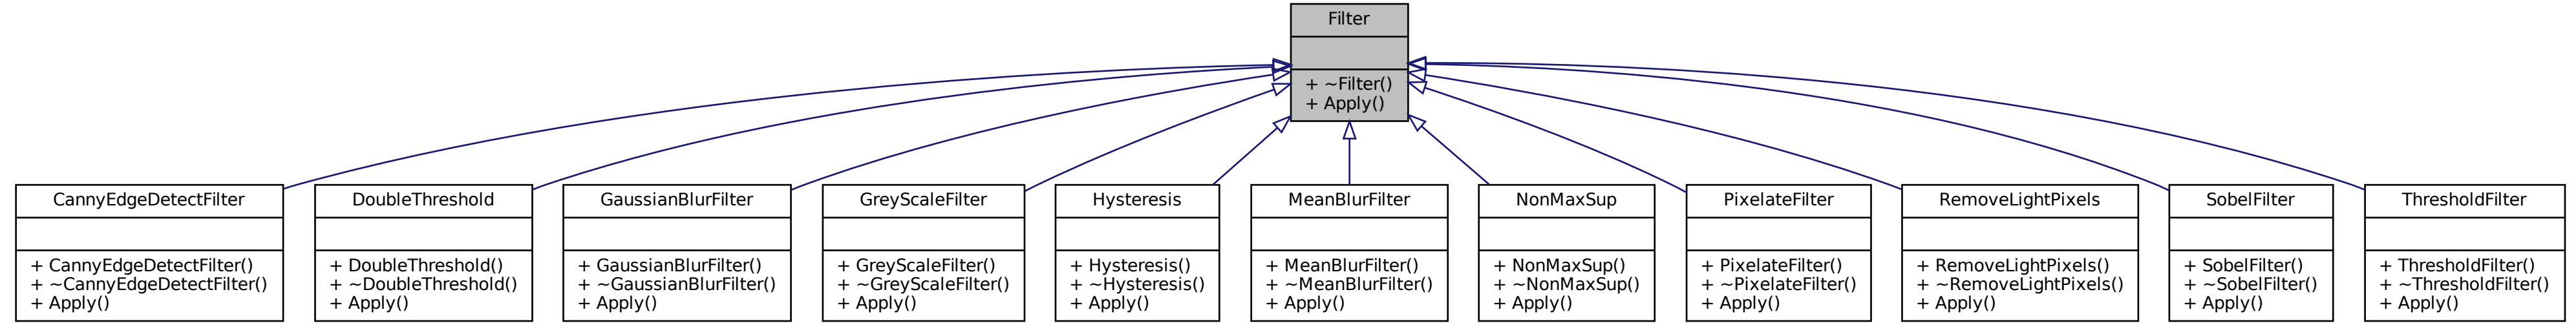 Filter
+ ~Filter()
+ Apply()
CannyEdgeDetectFilter
+ CannyEdgeDetectFilter()
+ ~CannyEdgeDetectFilter()
+ Apply()
DoubleThreshold
+ DoubleThreshold()
+ ~DoubleThreshold()
+ Apply()
GaussianBlurFilter
+ GaussianBlurFilter()
+ ~GaussianBlurFilter()
+ Apply()
GreyScaleFilter
+ GreyScaleFilter()
+ ~GreyScaleFilter()
+ Apply()
Hysteresis
+ Hysteresis()
+ ~Hysteresis()
+ Apply()
MeanBlurFilter
+ MeanBlurFilter()
+ ~MeanBlurFilter()
+ Apply()
NonMaxSup
+ NonMaxSup()
+ ~NonMaxSup()
+ Apply()
PixelateFilter
+ PixelateFilter()
+ ~PixelateFilter()
+ Apply()
RemoveLightPixels
+ RemoveLightPixels()
+ ~RemoveLightPixels()
+ Apply()
SobelFilter
+ SobelFilter()
+ ~SobelFilter()
+ Apply()
ThresholdFilter
+ ThresholdFilter()
+ ~ThresholdFilter()
+ Apply()